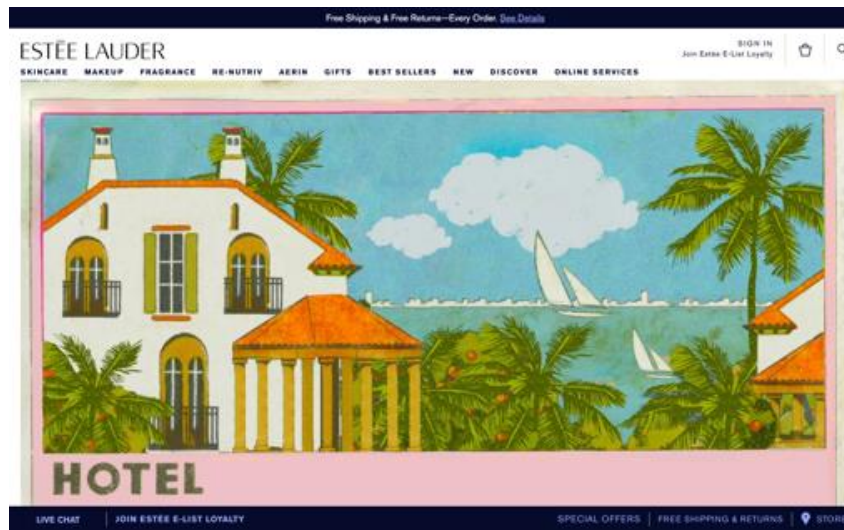 Free Shipping & Free Returns—Every Order. See Details
ESTĒE LAUDER
SIGN IN
Join Estée E-List Loyalty
SKINCARE MAKEUP FRAGRANCE RE-NUTRIV AERIN GIFTS BEST SELLERS NEW DISCOVER ONLINE SERVICES
HOTEL
LIVE CHAT JOIN ESTÉE E-LIST LOYALTY SPECIAL OFFERS FREE SHIPPING & RETURNS STORE